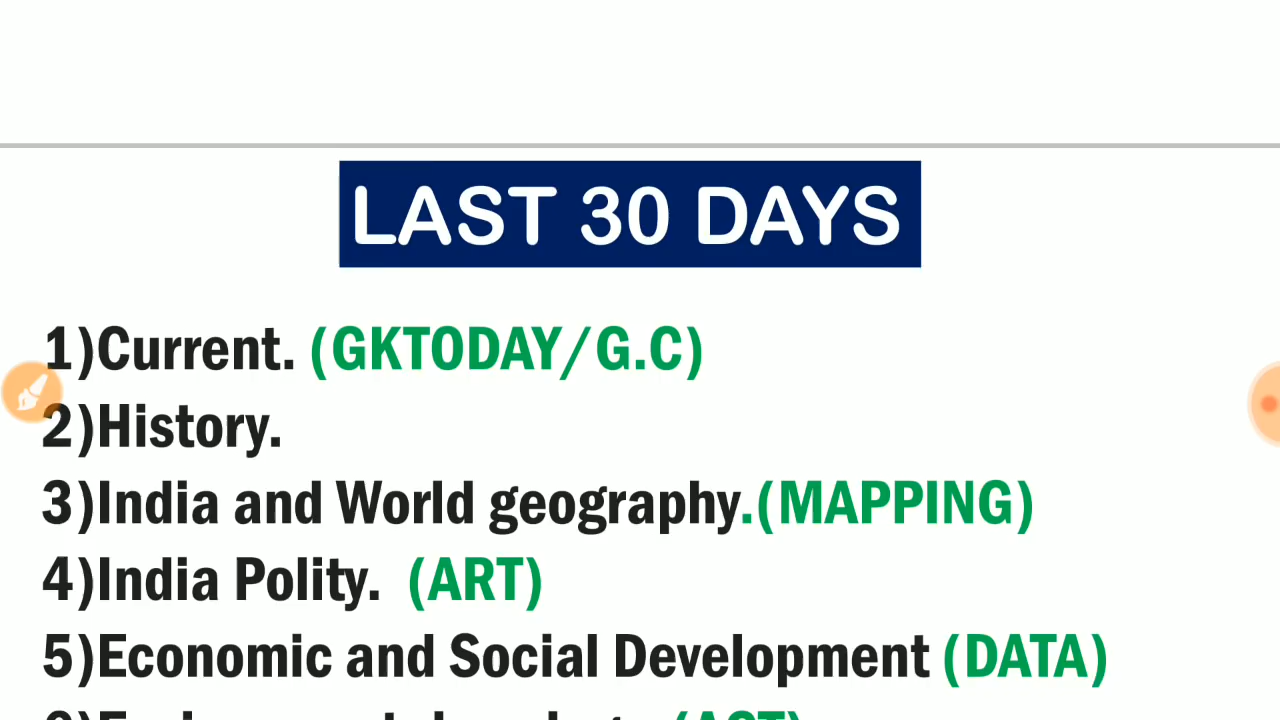 LAST 30 DAYS
1)Current. (GKTODAY/G.C)
2)History.
3)India and World geography.(MAPPING)
4)India Polity. (ART)
5)Economic and Social Development (DATA)